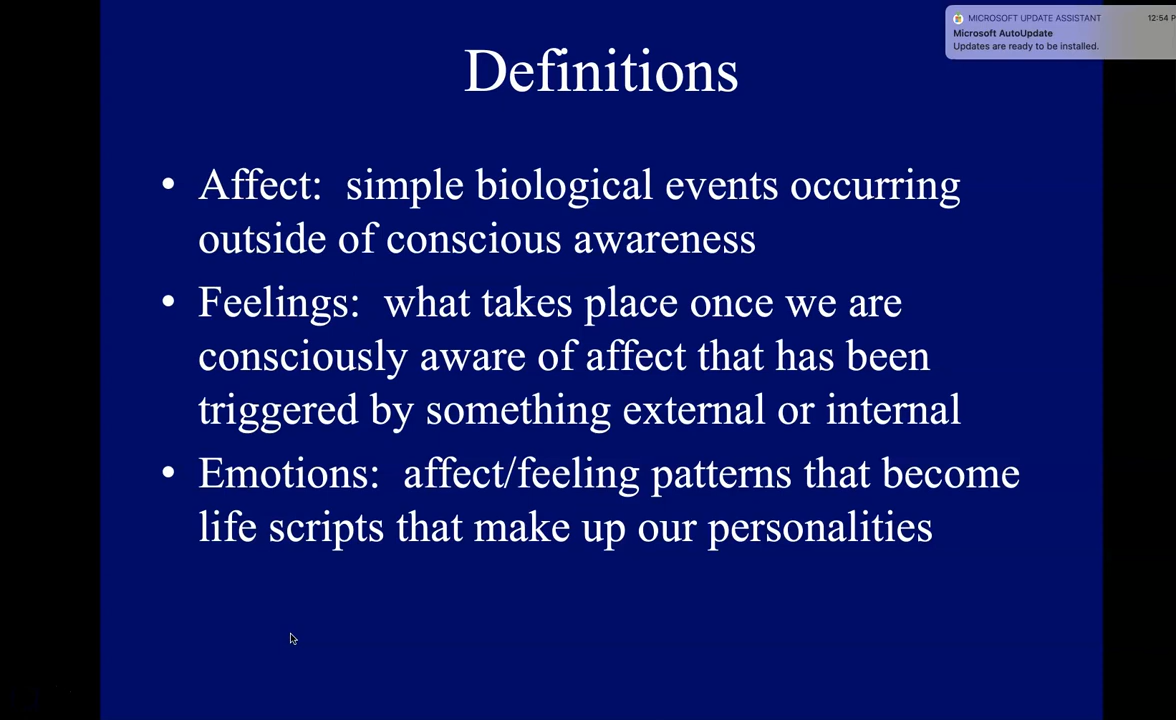 MICROSOFT UPDATE ASSISTANT 12:54 P
Microsoft AutoUpdate
Updates are ready to be installed.
Definitions
• Affect: simple biological events occurring
outside of conscious awareness
• Feelings: what takes place once we are
consciously aware of affect that has been
triggered by something external or internal
• Emotions: affect/feeling patterns that become
life scripts that make up our personalities